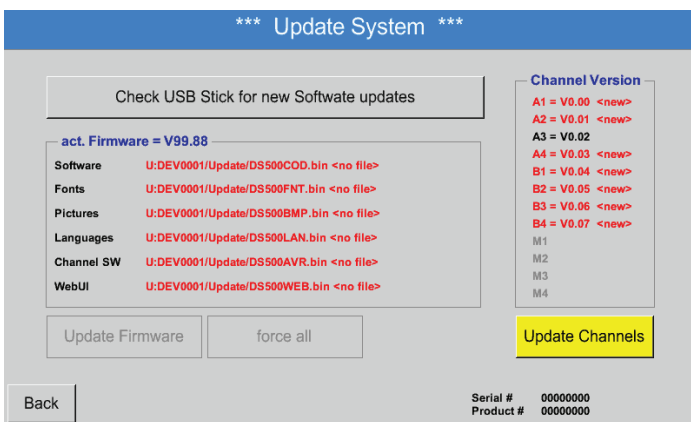 *** Update System ***
Check USB Stick for new Softwate updates
act. Firmware = V99.88
Software U:DEV0001/Update/DS500COD.bin <no file>
Fonts U:DEV0001/Update/DS500FNT.bin <no file>
Pictures U:DEV0001/Update/DS500BMP.bin <no file>
Languages U:DEV0001/Update/DS500LAN.bin <no file>
Channel SW U:DEV0001/Update/DS500AVR.bin <no file>
WebUI U:DEV0001/Update/DS500WEB.bin <no file>
Update Firmware
force all
Channel Version
A1 = V0.00 <new>
A2 = V0.01 <new>
A3 = V0.02
A4 = V0.03 <new>
B1 = V0.04 <new>
B2 = V0.05 <new>
B3 = V0.06 <new>
B4 = V0.07 <new>
M1
M2
M3
M4
Update Channels
Back
Serial # 00000000
Product # 00000000